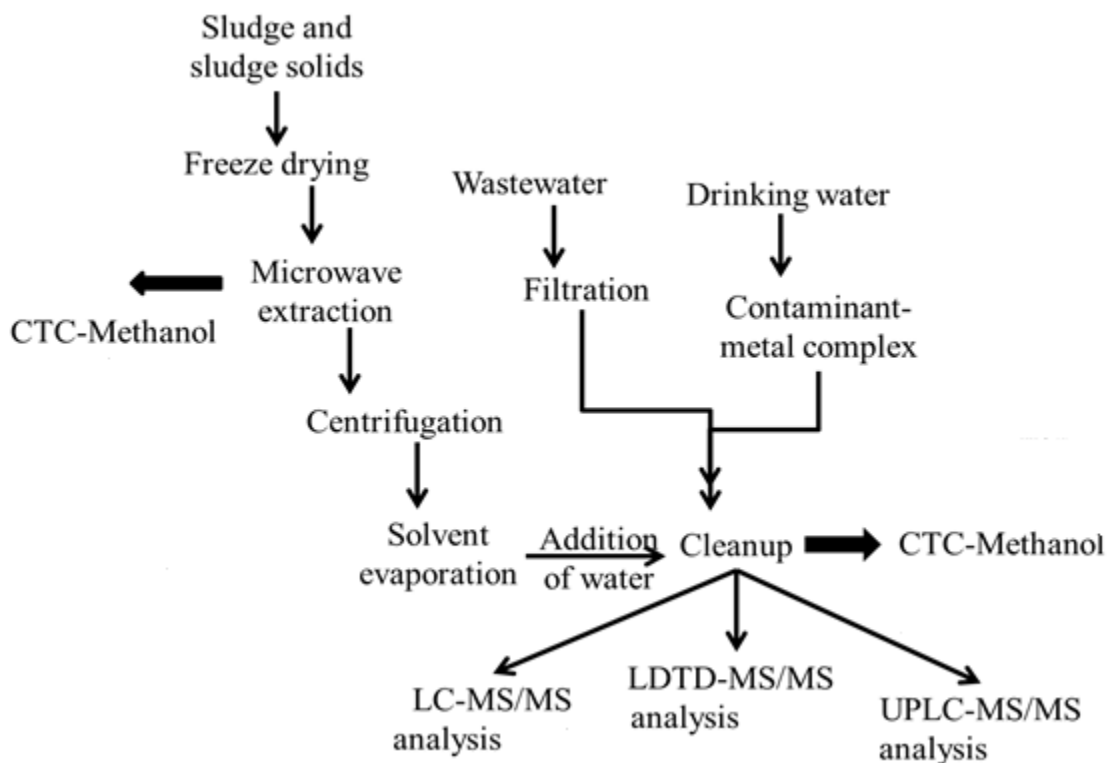 Sludge and
sludge solids
Freeze drying
Wastewater
Drinking water
Microwave
extraction
CTC-Methanol
Filtration
Contaminant-
metal complex
Centrifugation
Solvent
evaporation
Addition
of water
Cleanup
CTC-Methanol
LC-MS/MS
analysis
LDTD-MS/MS
analysis
UPLC-MS/MS
analysis